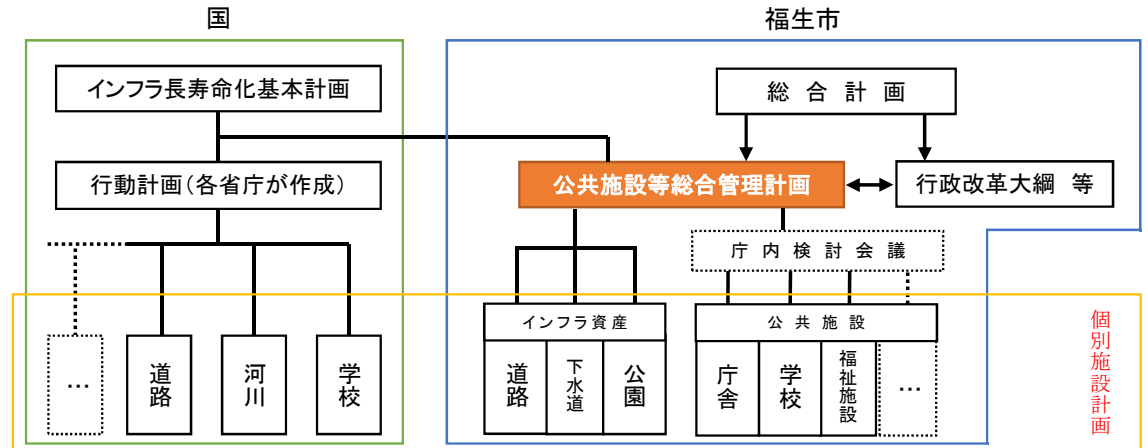 国
福生市
インフラ長寿命化基本計画
総合計画
行動計画(各省庁が作成)
公共施設等総合管理計画
行政改革大綱 等
庁内検討会議
インフラ資産
公共施設
…
道路
河川
学校
道路
下水道
公園
庁舎
学校
福祉施設
…
個別施設計画